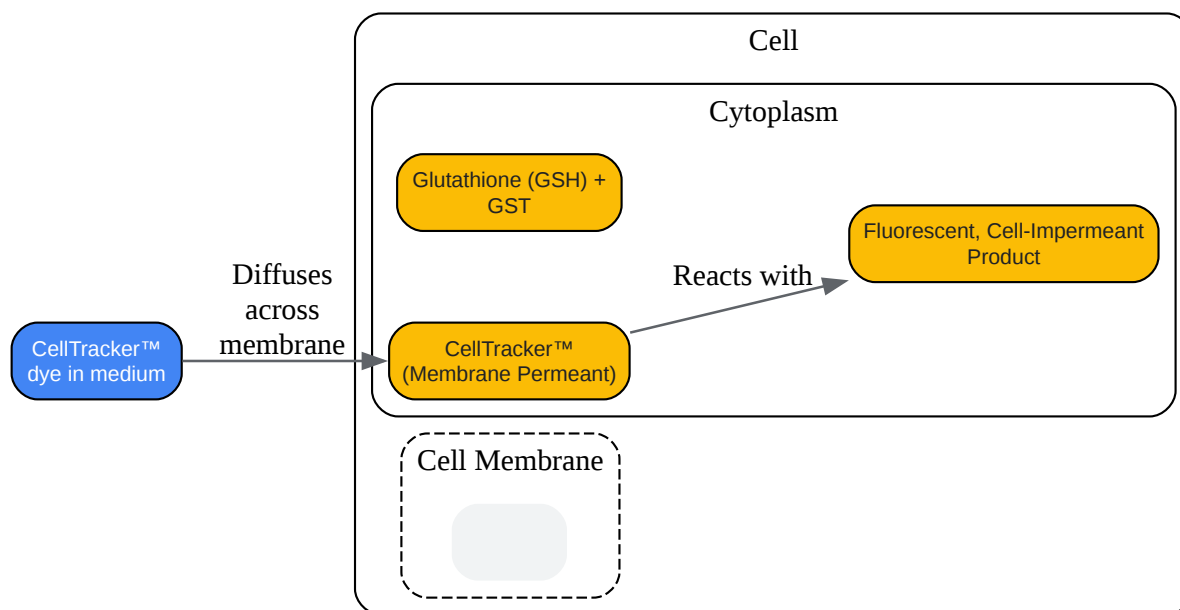 Cell
Cytoplasm
Glutathione (GSH) +
GST
Fluorescent, Cell-Impermeant
Product
Reacts with
Diffuses
across
membrane
CellTracker™
dye in medium
CellTracker™
(Membrane Permeant)
Cell Membrane